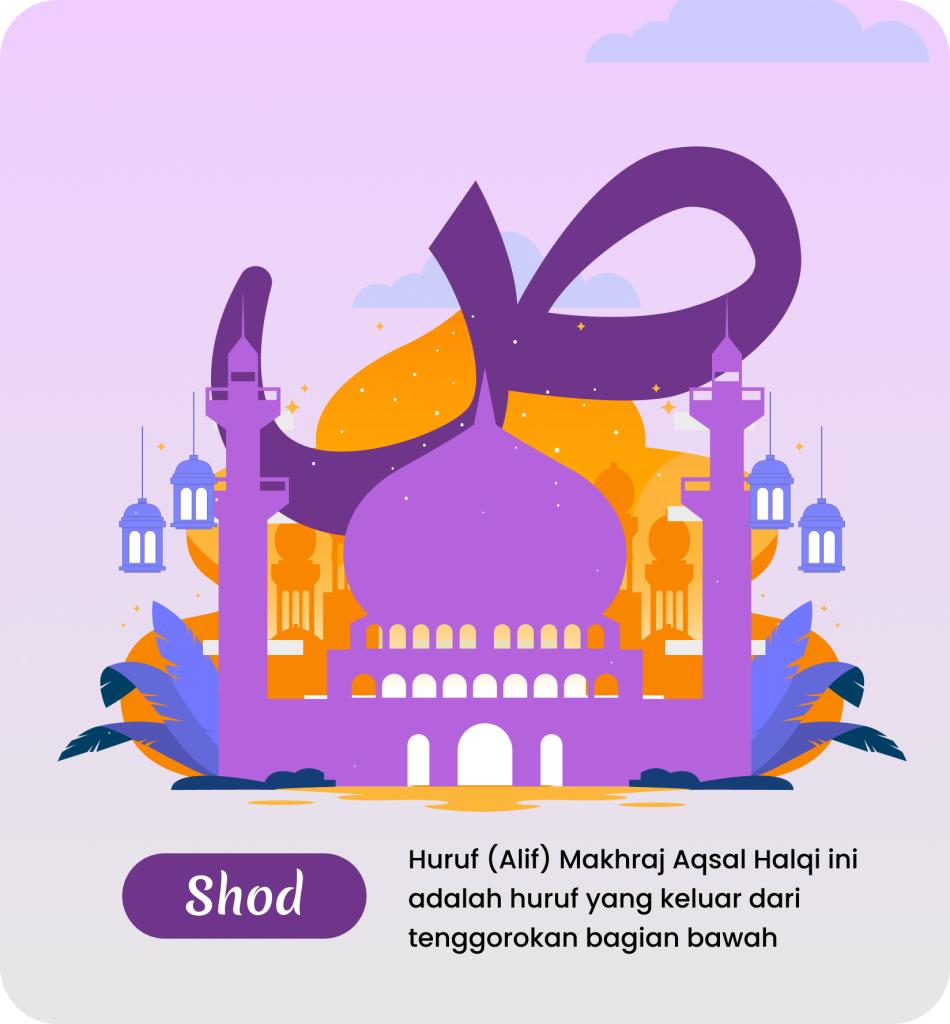 ص
Shod
Huruf (Alif) Makhraj Aqsal Halqi ini
adalah huruf yang keluar dari
tenggorokan bagian bawah